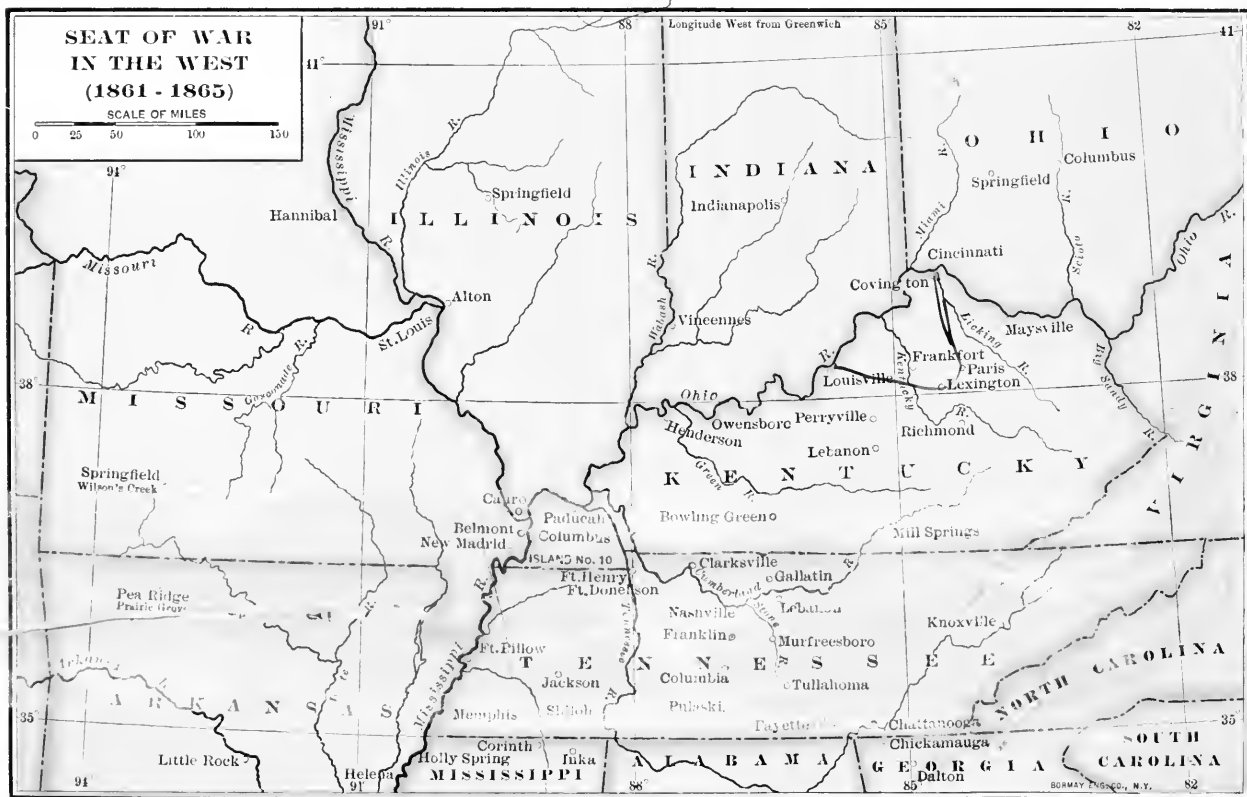 SEAT OF WAR
IN THE WEST
(1861 - 1865)
SCALE OF MILES
0 25 50 100 150
91°
88
Longitude West from Greenwich
85
82
41
41°
94°
Mississippi
R.
Illinois
R.
Springfield
Hannibal
ILLINOIS
INDIANA
Indianapolis
OHIO
Columbus
Springfield
Miami
R.
Scioto
R.
Ohio
R.
Cincinnati
Covington
Missouri
R
Alton
St. Louis
Wabash
R.
Vincennes
Licking
R.
Maysville
Big
Sandy
R.
VIRGINIA
Frankfort
Paris
Lexington
Louisville
Kentucky
R.
38
38°
MISSOURI
Gasconade
R.
Ohio
R.
Owensboro
Perryville
Henderson
Lebanon
Richmond
KENTUCKY
Green
R.
Springfield
Wilson's Creek
Cairo
Belmont
New Madrid
Paducah
Columbus
Bowling Green
Mill Springs
ISLAND No. 10
Ft. Henry
Ft. Donelson
Clarksville
Cumberland
R.
Gallatin
Lebanon
Stone
R.
Pea Ridge
Prairie Grove
R.
R.
Nashville
Franklin
Murfreesboro
Knoxville
Ft. Pillow
TENNESSEE
Tennessee
R.
Jackson
Columbia
Tullahoma
NORTH CAROLINA
Arkansas
R.
ARKANSAS
Mississippi
Memphis
Shiloh
Pulaski
Fayette
Chattanooga
35
35°
Corinth
Holly Spring
Iuka
Chickamauga
SOUTH
CAROLINA
Little Rock
Helena
MISSISSIPPI
ALABAMA
GEORGIA
Dalton
94
91
88
85°
82
BORMAY ENG. CO., N.Y.